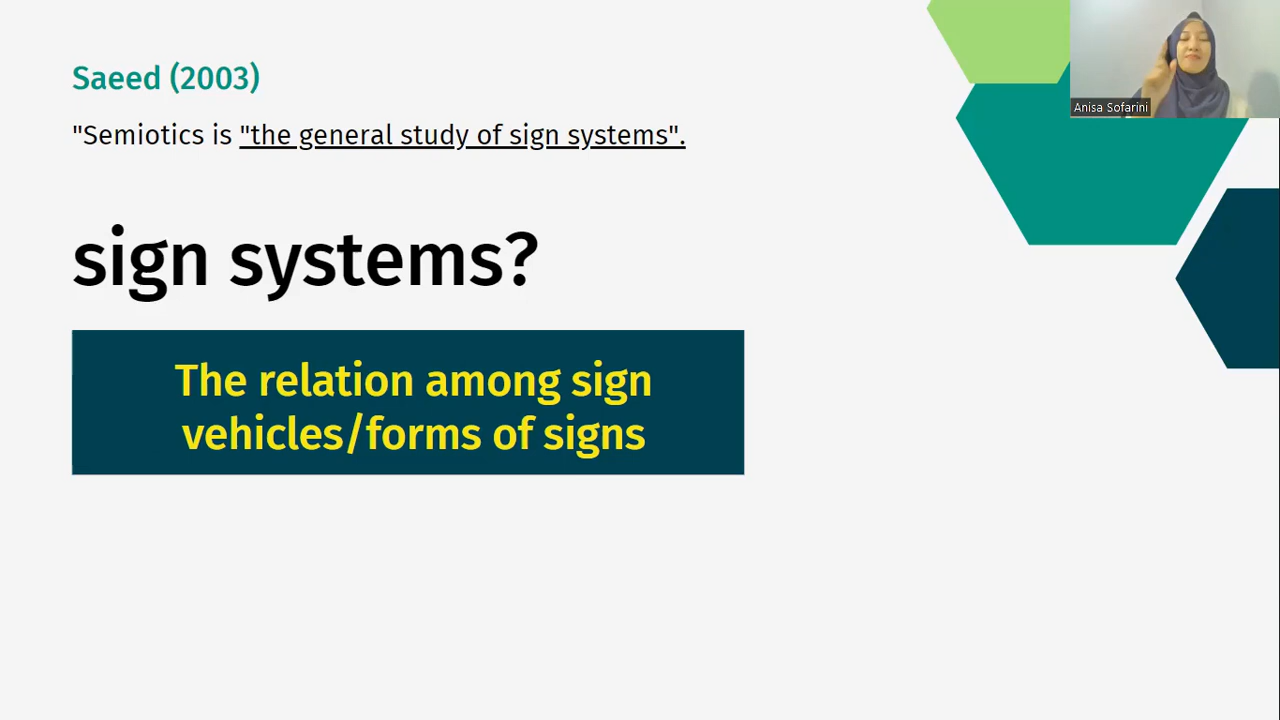 Saeed (2003)
"Semiotics is "the general study of sign systems".
sign systems?
The relation among sign
vehicles/forms of signs
Anisa Sofarini